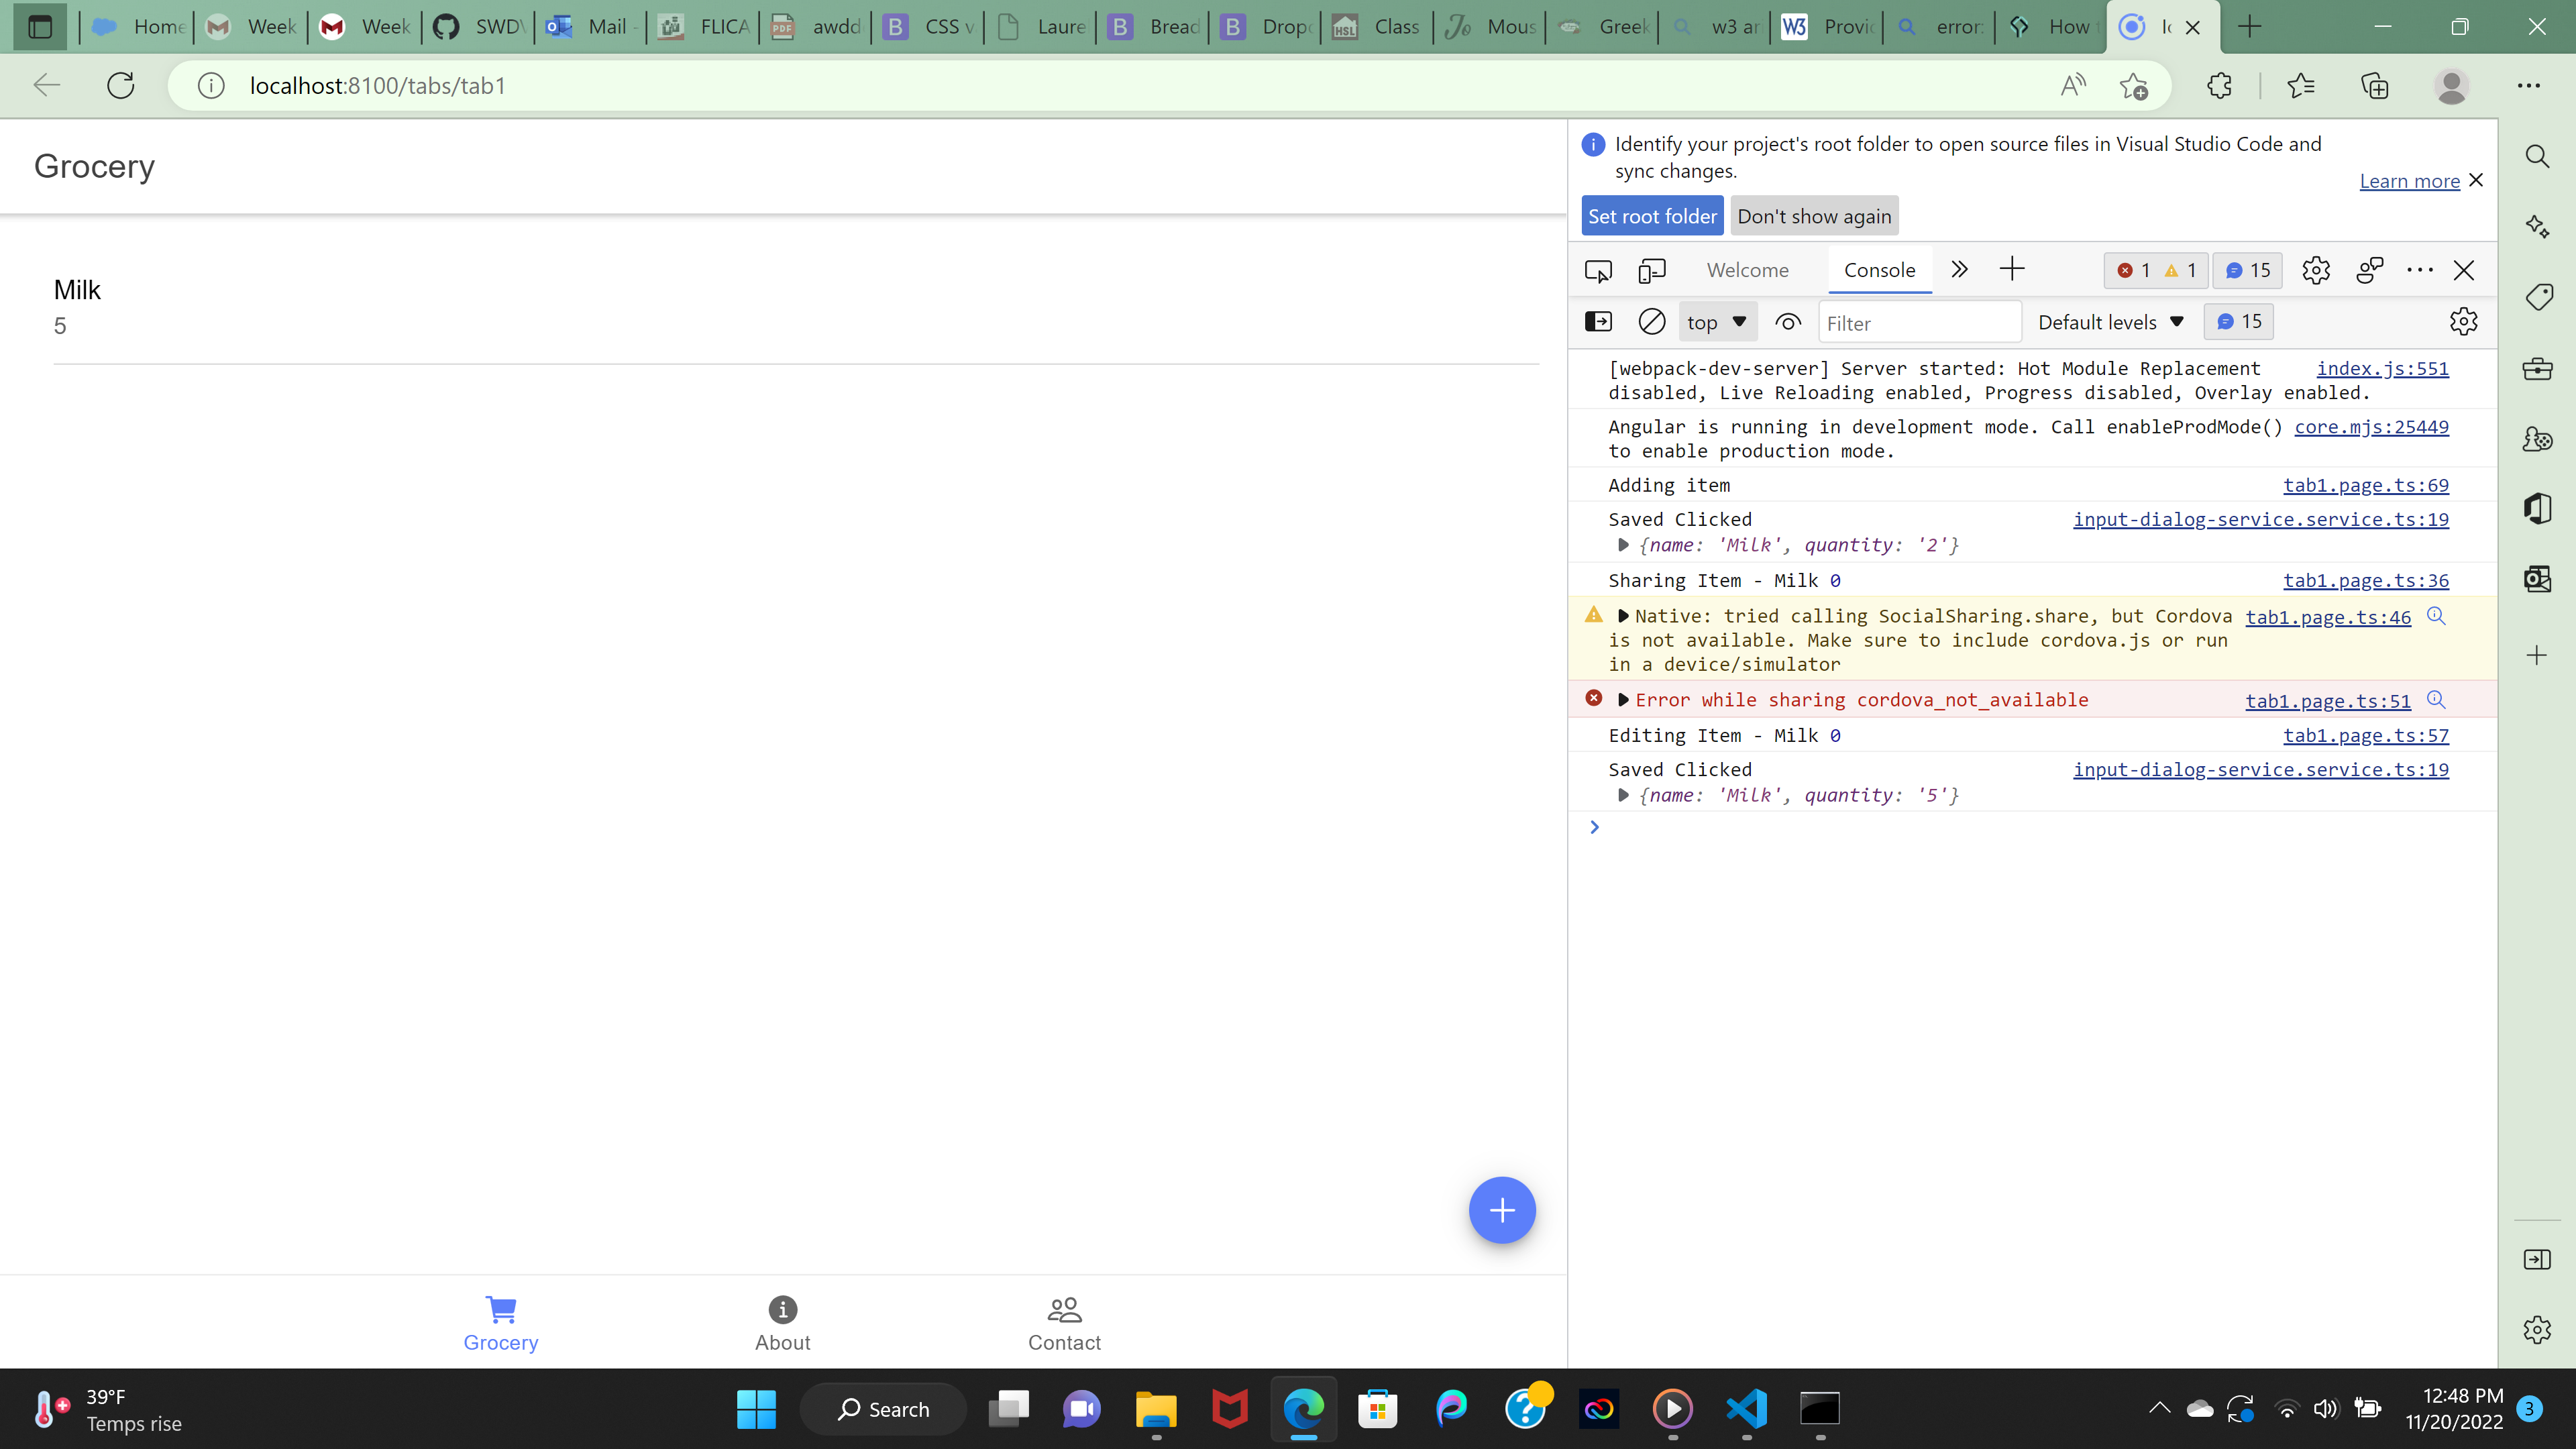 Home
Week
Week
SWDV
Mail -
FLICA
awdd
CSS v
Laure
Bread
Dropo
Class
Mous
Greek
w3 ar
Provid
error:
How t
localhost:8100/tabs/tab1
Grocery
Milk
5
Grocery
About
Contact
Identify your project's root folder to open source files in Visual Studio Code and
sync changes.
Learn more
Set root folder Don't show again
Welcome Console 1 1 15
top Filter Default levels 15
[webpack-dev-server] Server started: Hot Module Replacement index.js:551
disabled, Live Reloading enabled, Progress disabled, Overlay enabled.
Angular is running in development mode. Call enableProdMode() core.mjs:25449
to enable production mode.
Adding item tab1.page.ts:69
Saved Clicked input-dialog-service.service.ts:19
{name: 'Milk', quantity: '2'}
Sharing Item - Milk 0 tab1.page.ts:36
Native: tried calling SocialSharing.share, but Cordova tab1.page.ts:46
is not available. Make sure to include cordova.js or run
in a device/simulator
Error while sharing cordova_not_available tab1.page.ts:51
Editing Item - Milk 0 tab1.page.ts:57
Saved Clicked input-dialog-service.service.ts:19
{name: 'Milk', quantity: '5'}
39°F
Temps rise
Search
12:48 PM
11/20/2022
3